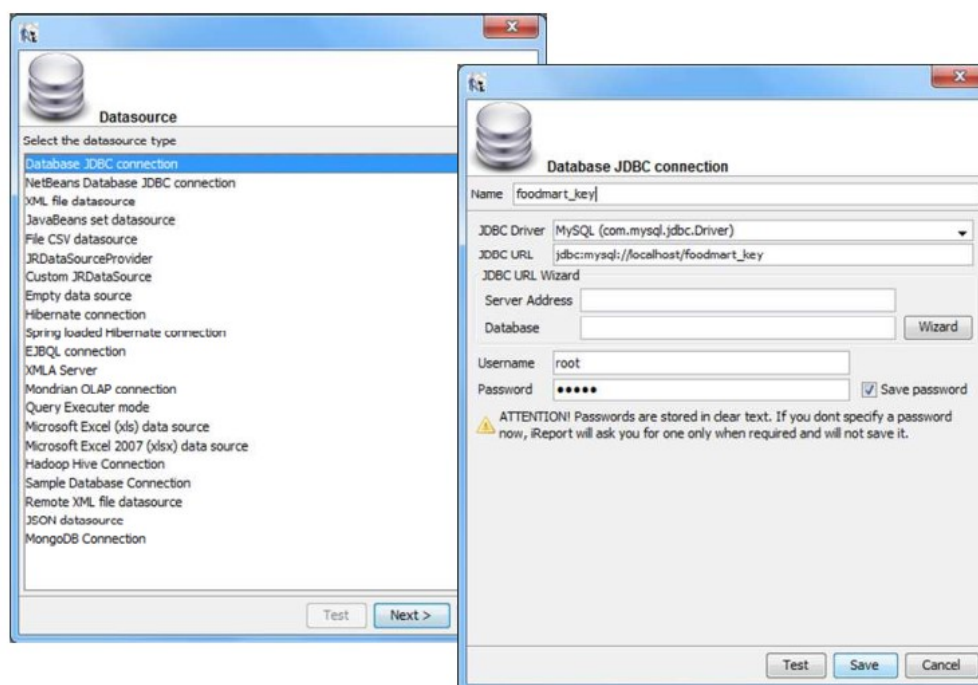 Datasource
Select the datasource type
Database JDBC connection
NetBeans Database JDBC connection
XML file datasource
JavaBeans set datasource
File CSV datasource
JRDataSourceProvider
Custom JRDataSource
Empty data source
Hibernate connection
Spring loaded Hibernate connection
EJBQL connection
XMLA Server
Mondrian OLAP connection
Query Executer mode
Microsoft Excel (xls) data source
Microsoft Excel 2007 (xlsx) data source
Hadoop Hive Connection
Sample Database Connection
Remote XML file datasource
JSON datasource
MongoDB Connection
Test Next >
Database JDBC connection
Name foodmart_key
JDBC Driver MySQL (com.mysql.jdbc.Driver)
JDBC URL jdbc:mysql://localhost/foodmart_key
JDBC URL Wizard
Server Address
Database Wizard
Username root
Password ●●●●● Save password
ATTENTION! Passwords are stored in clear text. If you dont specify a password
now, iReport will ask you for one only when required and will not save it.
Test Save Cancel